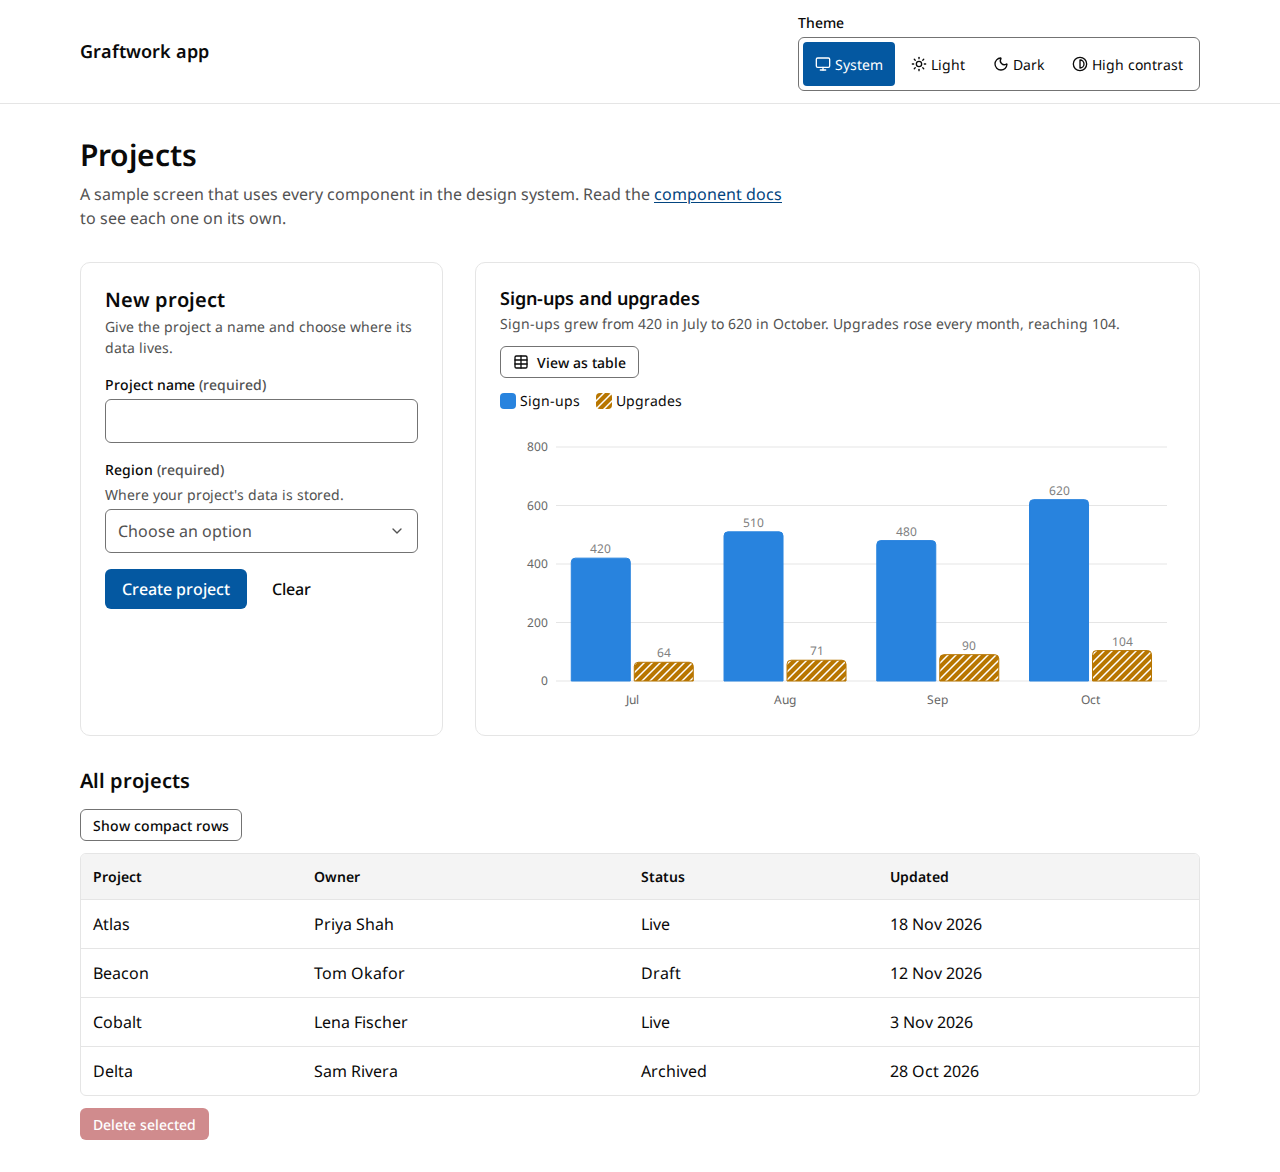 Graftwork app
Theme
System
Light
Dark
High contrast
Projects
A sample screen that uses every component in the design system. Read the component docs
to see each one on its own.
New project
Give the project a name and choose where its
data lives.
Project name (required)
Region (required)
Where your project's data is stored.
Choose an option
Create project
Clear
Sign-ups and upgrades
Sign-ups grew from 420 in July to 620 in October. Upgrades rose every month, reaching 104.
View as table
Sign-ups
Upgrades
800
600
400
200
0
420
64
510
71
480
90
620
104
Jul
Aug
Sep
Oct
All projects
Show compact rows
Project Owner Status Updated
Atlas Priya Shah Live 18 Nov 2026
Beacon Tom Okafor Draft 12 Nov 2026
Cobalt Lena Fischer Live 3 Nov 2026
Delta Sam Rivera Archived 28 Oct 2026
Delete selected